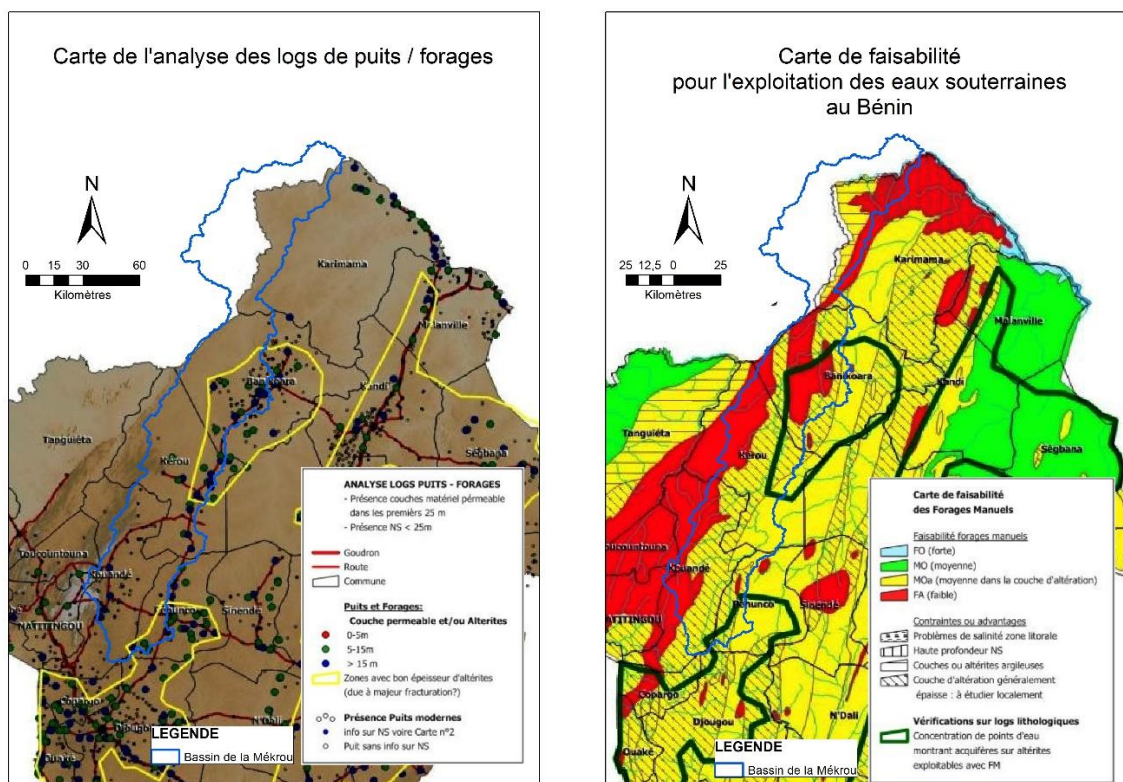 Carte de l'analyse des logs de puits / forages
N
0 15 30 60
Kilomètres
Karimama
Malanville
Banikoara
Kandi
Tanguiéta
Kérou
Ségbana
Toucountouna
Kouandé
NATITINGOU
Péhunco
Sinendé
Copargo
Djougou
N'Dali
Ouaké
ANALYSE LOGS PUITS - FORAGES
- Présence couches matériel pérmeable
dans les premièrs 25 m
- Présence NS < 25m
Goudron
Route
Commune
Puits et Forages:
Couche permeable et/ou Alterites
0-5m
5-15m
> 15 m
Zones avec bon épeisseur d'altérites
(due à majeur fracturation?)
Présence Puits modernes
info sur NS voire Carte n°2
Puit sans info sur NS
LEGENDE
Bassin de la Mékrou
Carte de faisabilité
pour l'exploitation des eaux souterraines
au Bénin
N
25 12,5 0 25
Kilomètres
Karimama
Malanville
Banikoara
Kandi
Tanguiéta
Kérou
Ségbana
Toucountouna
Kouandé
NATITINGOU
Péhunco
Sinendé
Copargo
Djougou
N'Dali
Ouaké
Carte de faisabilité
des Forages Manuels
Faisabilité forages manuels
FO (forte)
MO (moyenne)
MOa (moyenne dans la couche d'altération)
FA (faible)
Contraintes ou advantages
Problèmes de salinité zone litorale
Haute profondeur NS
Couches ou altérites argileuses
Couche d'altération généralement
épaisse : à étudier localement
Vérifications sur logs lithologiques
Concentration de points d'eau
montrant acquifères sur altérites
exploitables avec FM
LEGENDE
Bassin de la Mékrou